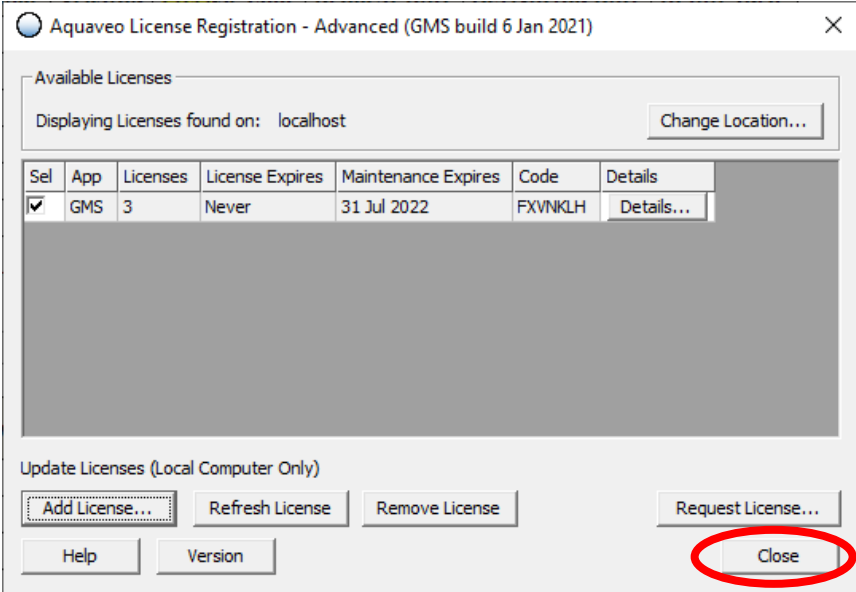 Aquaveo License Registration - Advanced (GMS build 6 Jan 2021)
Available Licenses
Displaying Licenses found on: localhost
Change Location...
Sel App Licenses License Expires Maintenance Expires Code Details
GMS 3 Never 31 Jul 2022 FXVNKLH Details...
Update Licenses (Local Computer Only)
Add License... Refresh License Remove License Request License...
Help Version Close